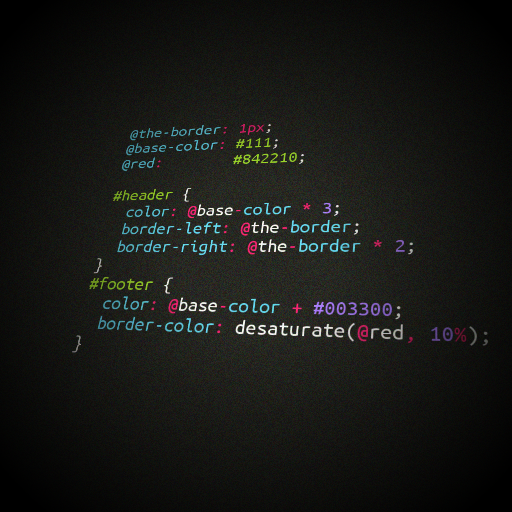 @the-border: 1px;
@base-color: #111;
@red:        #842210;

#header {
  color: @base-color * 3;
  border-left: @the-border;
  border-right: @the-border * 2;
}
#footer {
  color: @base-color + #003300;
  border-color: desaturate(@red, 10%);
}